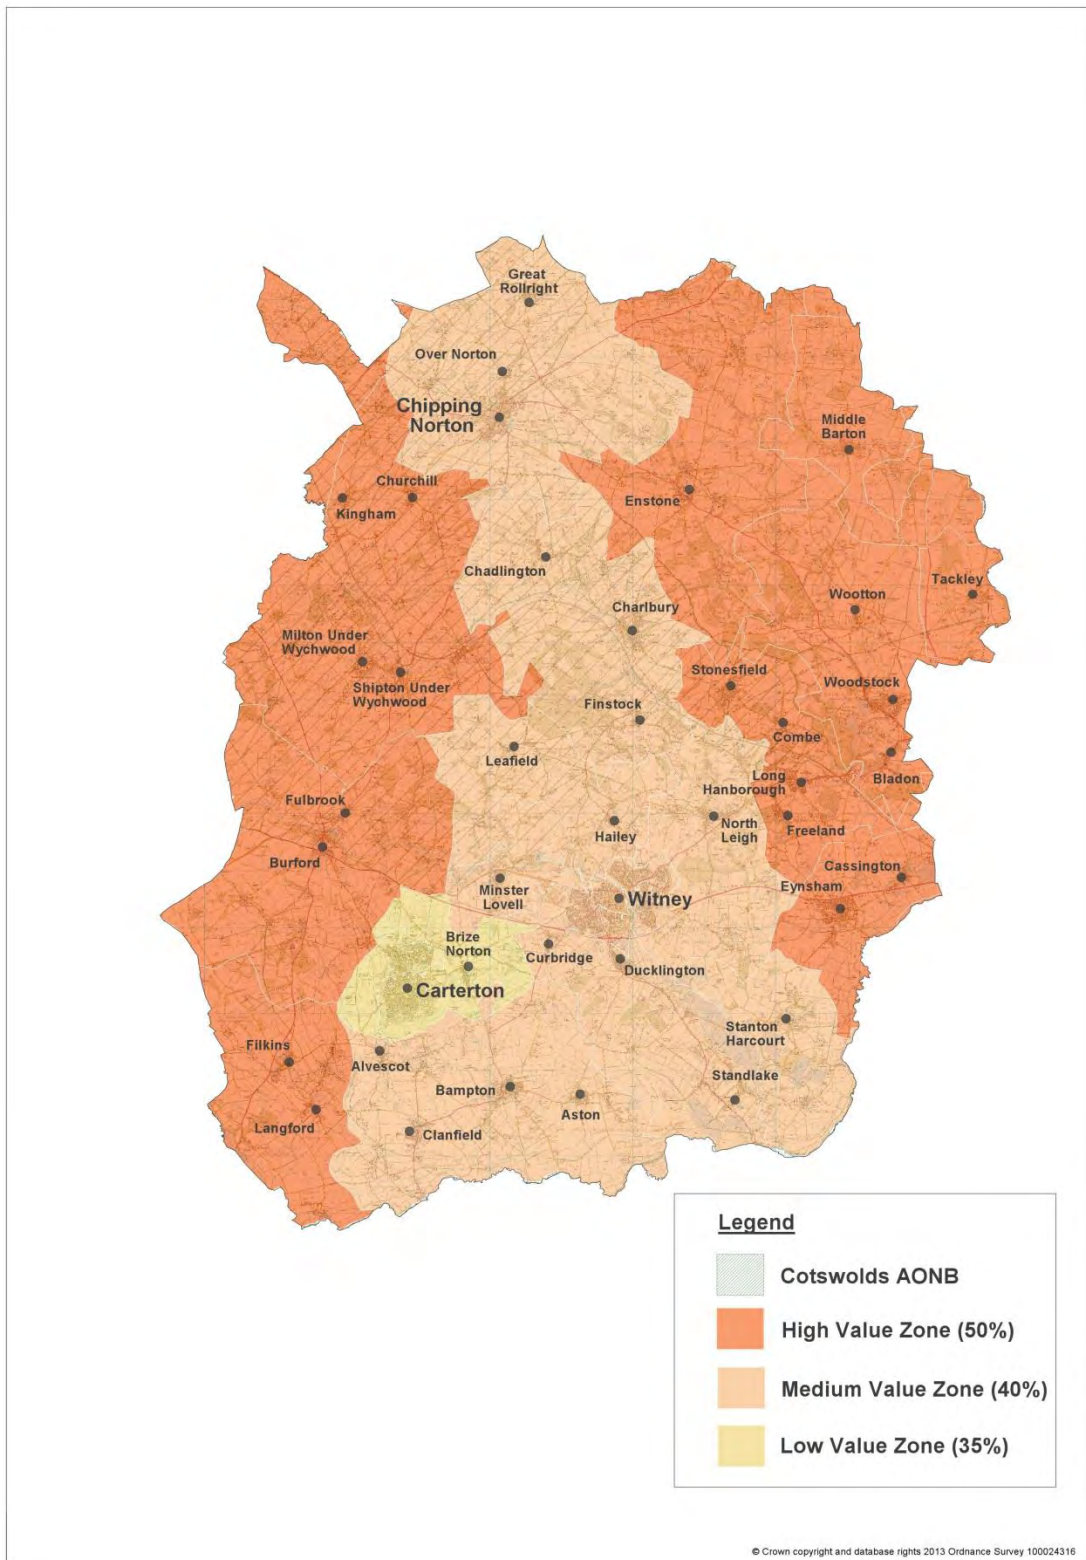 Great
Rollright
Over Norton
Chipping
Norton
Middle
Barton
Churchill
Kingham
Enstone
Chadlington
Tackley
Wootton
Charlbury
Milton Under
Wychwood
Shipton Under
Wychwood
Stonesfield
Woodstock
Finstock
Combe
Leafield
Bladon
Long
Hanborough
Fulbrook
Hailey
North
Leigh
Freeland
Burford
Cassington
Eynsham
Minster
Lovell
Witney
Brize
Norton
Curbridge
Ducklington
Carterton
Stanton
Harcourt
Filkins
Alvescot
Standlake
Bampton
Aston
Langford
Clanfield
Legend
Cotswolds AONB
High Value Zone (50%)
Medium Value Zone (40%)
Low Value Zone (35%)
© Crown copyright and database rights 2013 Ordnance Survey 100024316